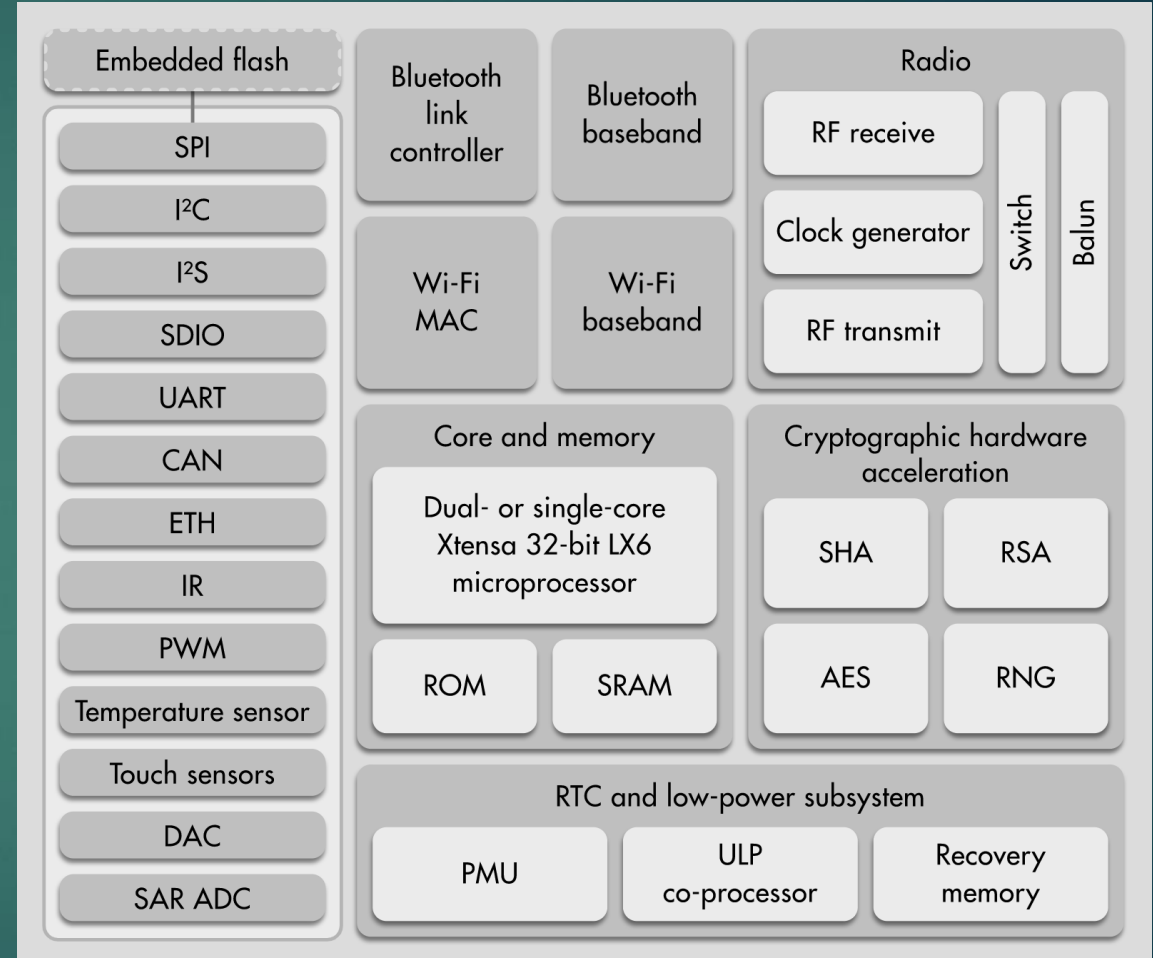 Embedded flash
SPI
I²C
I²S
SDIO
UART
CAN
ETH
IR
PWM
Temperature sensor
Touch sensors
DAC
SAR ADC
Bluetooth
link
controller
Bluetooth
baseband
Wi-Fi
MAC
Wi-Fi
baseband
Radio
RF receive
Clock generator
RF transmit
Switch
Balun
Core and memory
Dual- or single-core
Xtensa 32-bit LX6
microprocessor
ROM
SRAM
Cryptographic hardware
acceleration
SHA
RSA
AES
RNG
RTC and low-power subsystem
PMU
ULP
co-processor
Recovery
memory